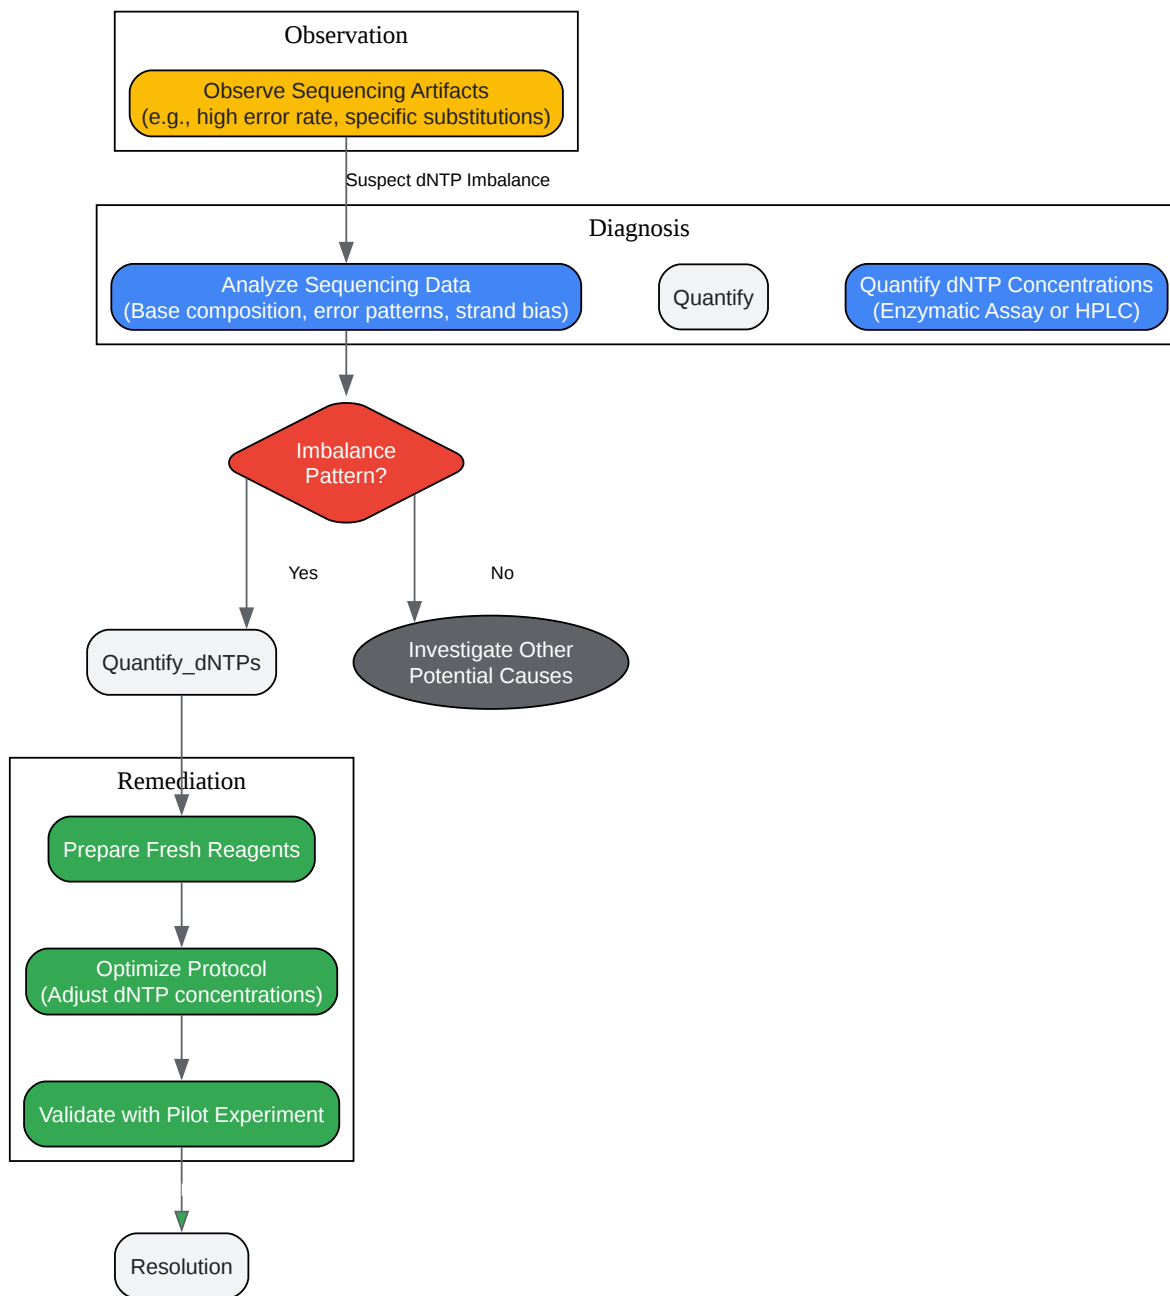 Observation
Observe Sequencing Artifacts
(e.g., high error rate, specific substitutions)
Suspect dNTP Imbalance
Diagnosis
Analyze Sequencing Data
(Base composition, error patterns, strand bias)
Quantify
Quantify dNTP Concentrations
(Enzymatic Assay or HPLC)
Imbalance
Pattern?
Yes
No
Quantify_dNTPs
Investigate Other
Potential Causes
Remediation
Prepare Fresh Reagents
Optimize Protocol
(Adjust dNTP concentrations)
Validate with Pilot Experiment
Resolution